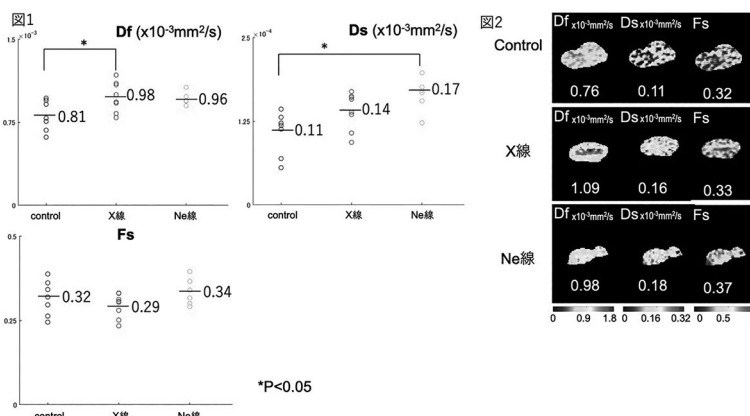 図1
Df (x10⁻³mm²/s)
x10⁻³
1.5
*
0.98
0.96
0.81
0.75
0
control
X線
Ne線
Ds (x10⁻³mm²/s)
x10⁻⁴
2.5
*
0.17
0.14
0.11
1.25
0
control
X線
Ne線
Fs
0.5
0.32
0.29
0.34
0.25
0
control
X線
Ne線
*P<0.05
図2
Control
Df x10⁻³mm²/s Ds x10⁻³mm²/s Fs
0.76 0.11 0.32
X線
Df x10⁻³mm²/s Ds x10⁻³mm²/s Fs
1.09 0.16 0.33
Ne線
Df x10⁻³mm²/s Ds x10⁻³mm²/s Fs
0.98 0.18 0.37
0 0.9 1.8 0 0.16 0.32 0 0.5